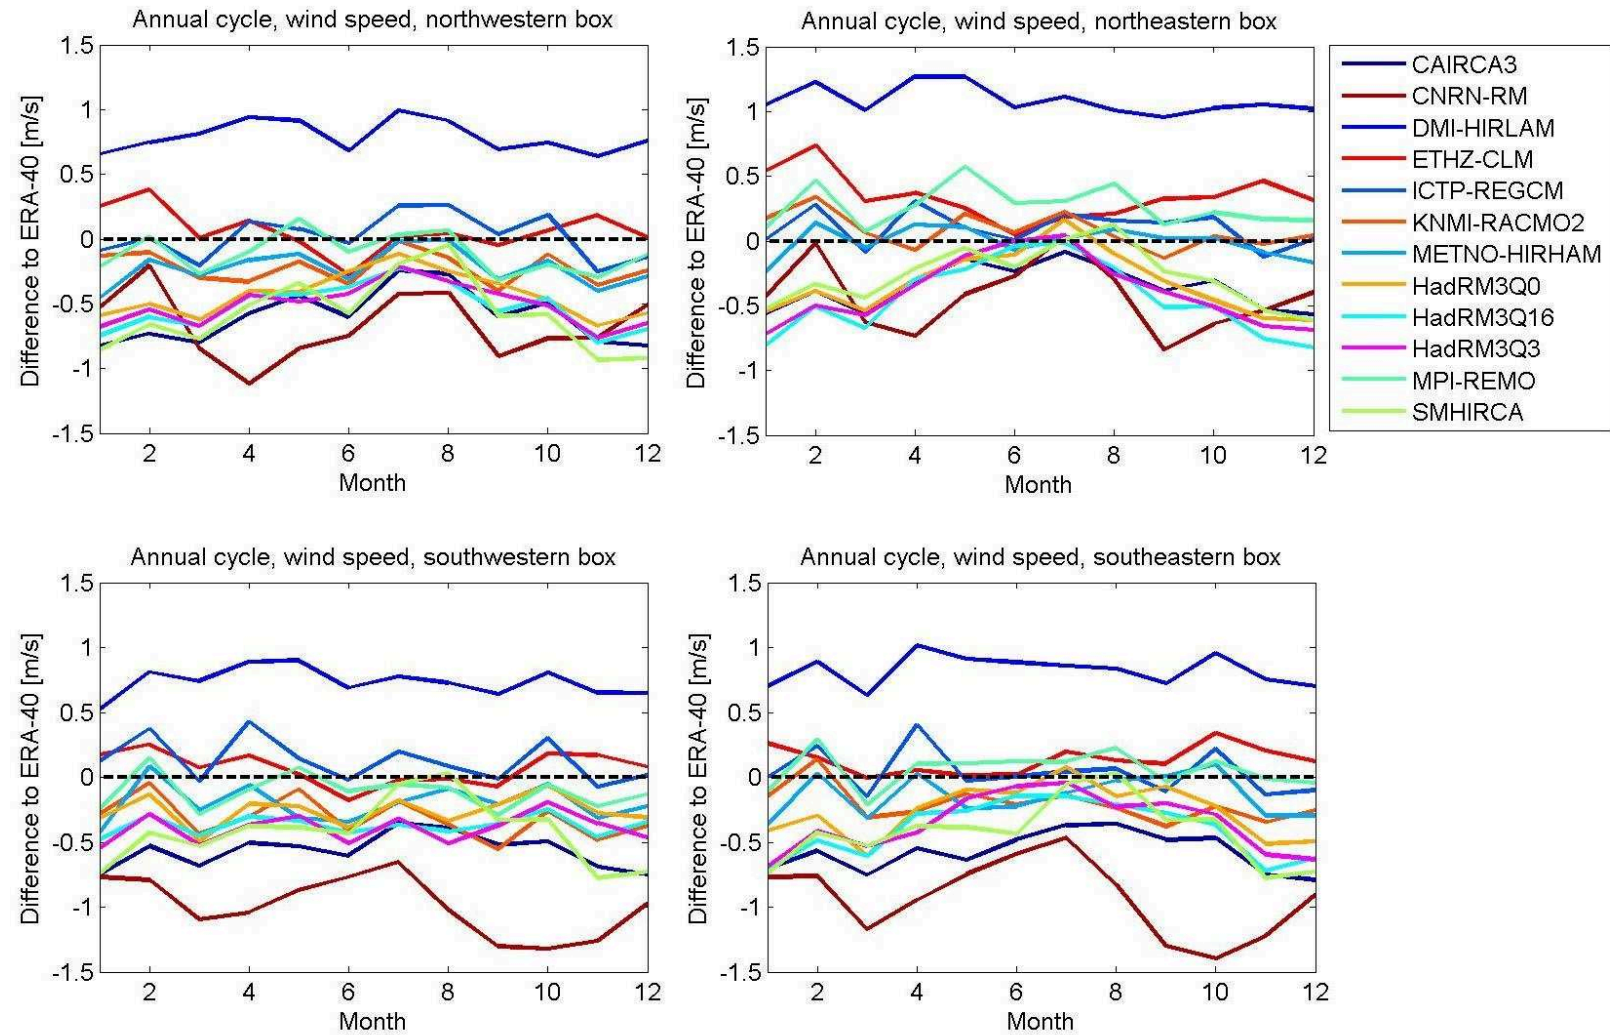 Annual cycle, wind speed, northwestern box
1.5
1
0.5
0
-0.5
-1
-1.5
Difference to ERA-40 [m/s]
2 4 6 8 10 12
Month
Annual cycle, wind speed, northeastern box
1.5
1
0.5
0
-0.5
-1
-1.5
Difference to ERA-40 [m/s]
2 4 6 8 10 12
Month
CAIRCA3
CNRN-RM
DMI-HIRLAM
ETHZ-CLM
ICTP-REGCM
KNMI-RACMO2
METNO-HIRHAM
HadRM3Q0
HadRM3Q16
HadRM3Q3
MPI-REMO
SMHIRCA
Annual cycle, wind speed, southwestern box
1.5
1
0.5
0
-0.5
-1
-1.5
Difference to ERA-40 [m/s]
2 4 6 8 10 12
Month
Annual cycle, wind speed, southeastern box
1.5
1
0.5
0
-0.5
-1
-1.5
Difference to ERA-40 [m/s]
2 4 6 8 10 12
Month